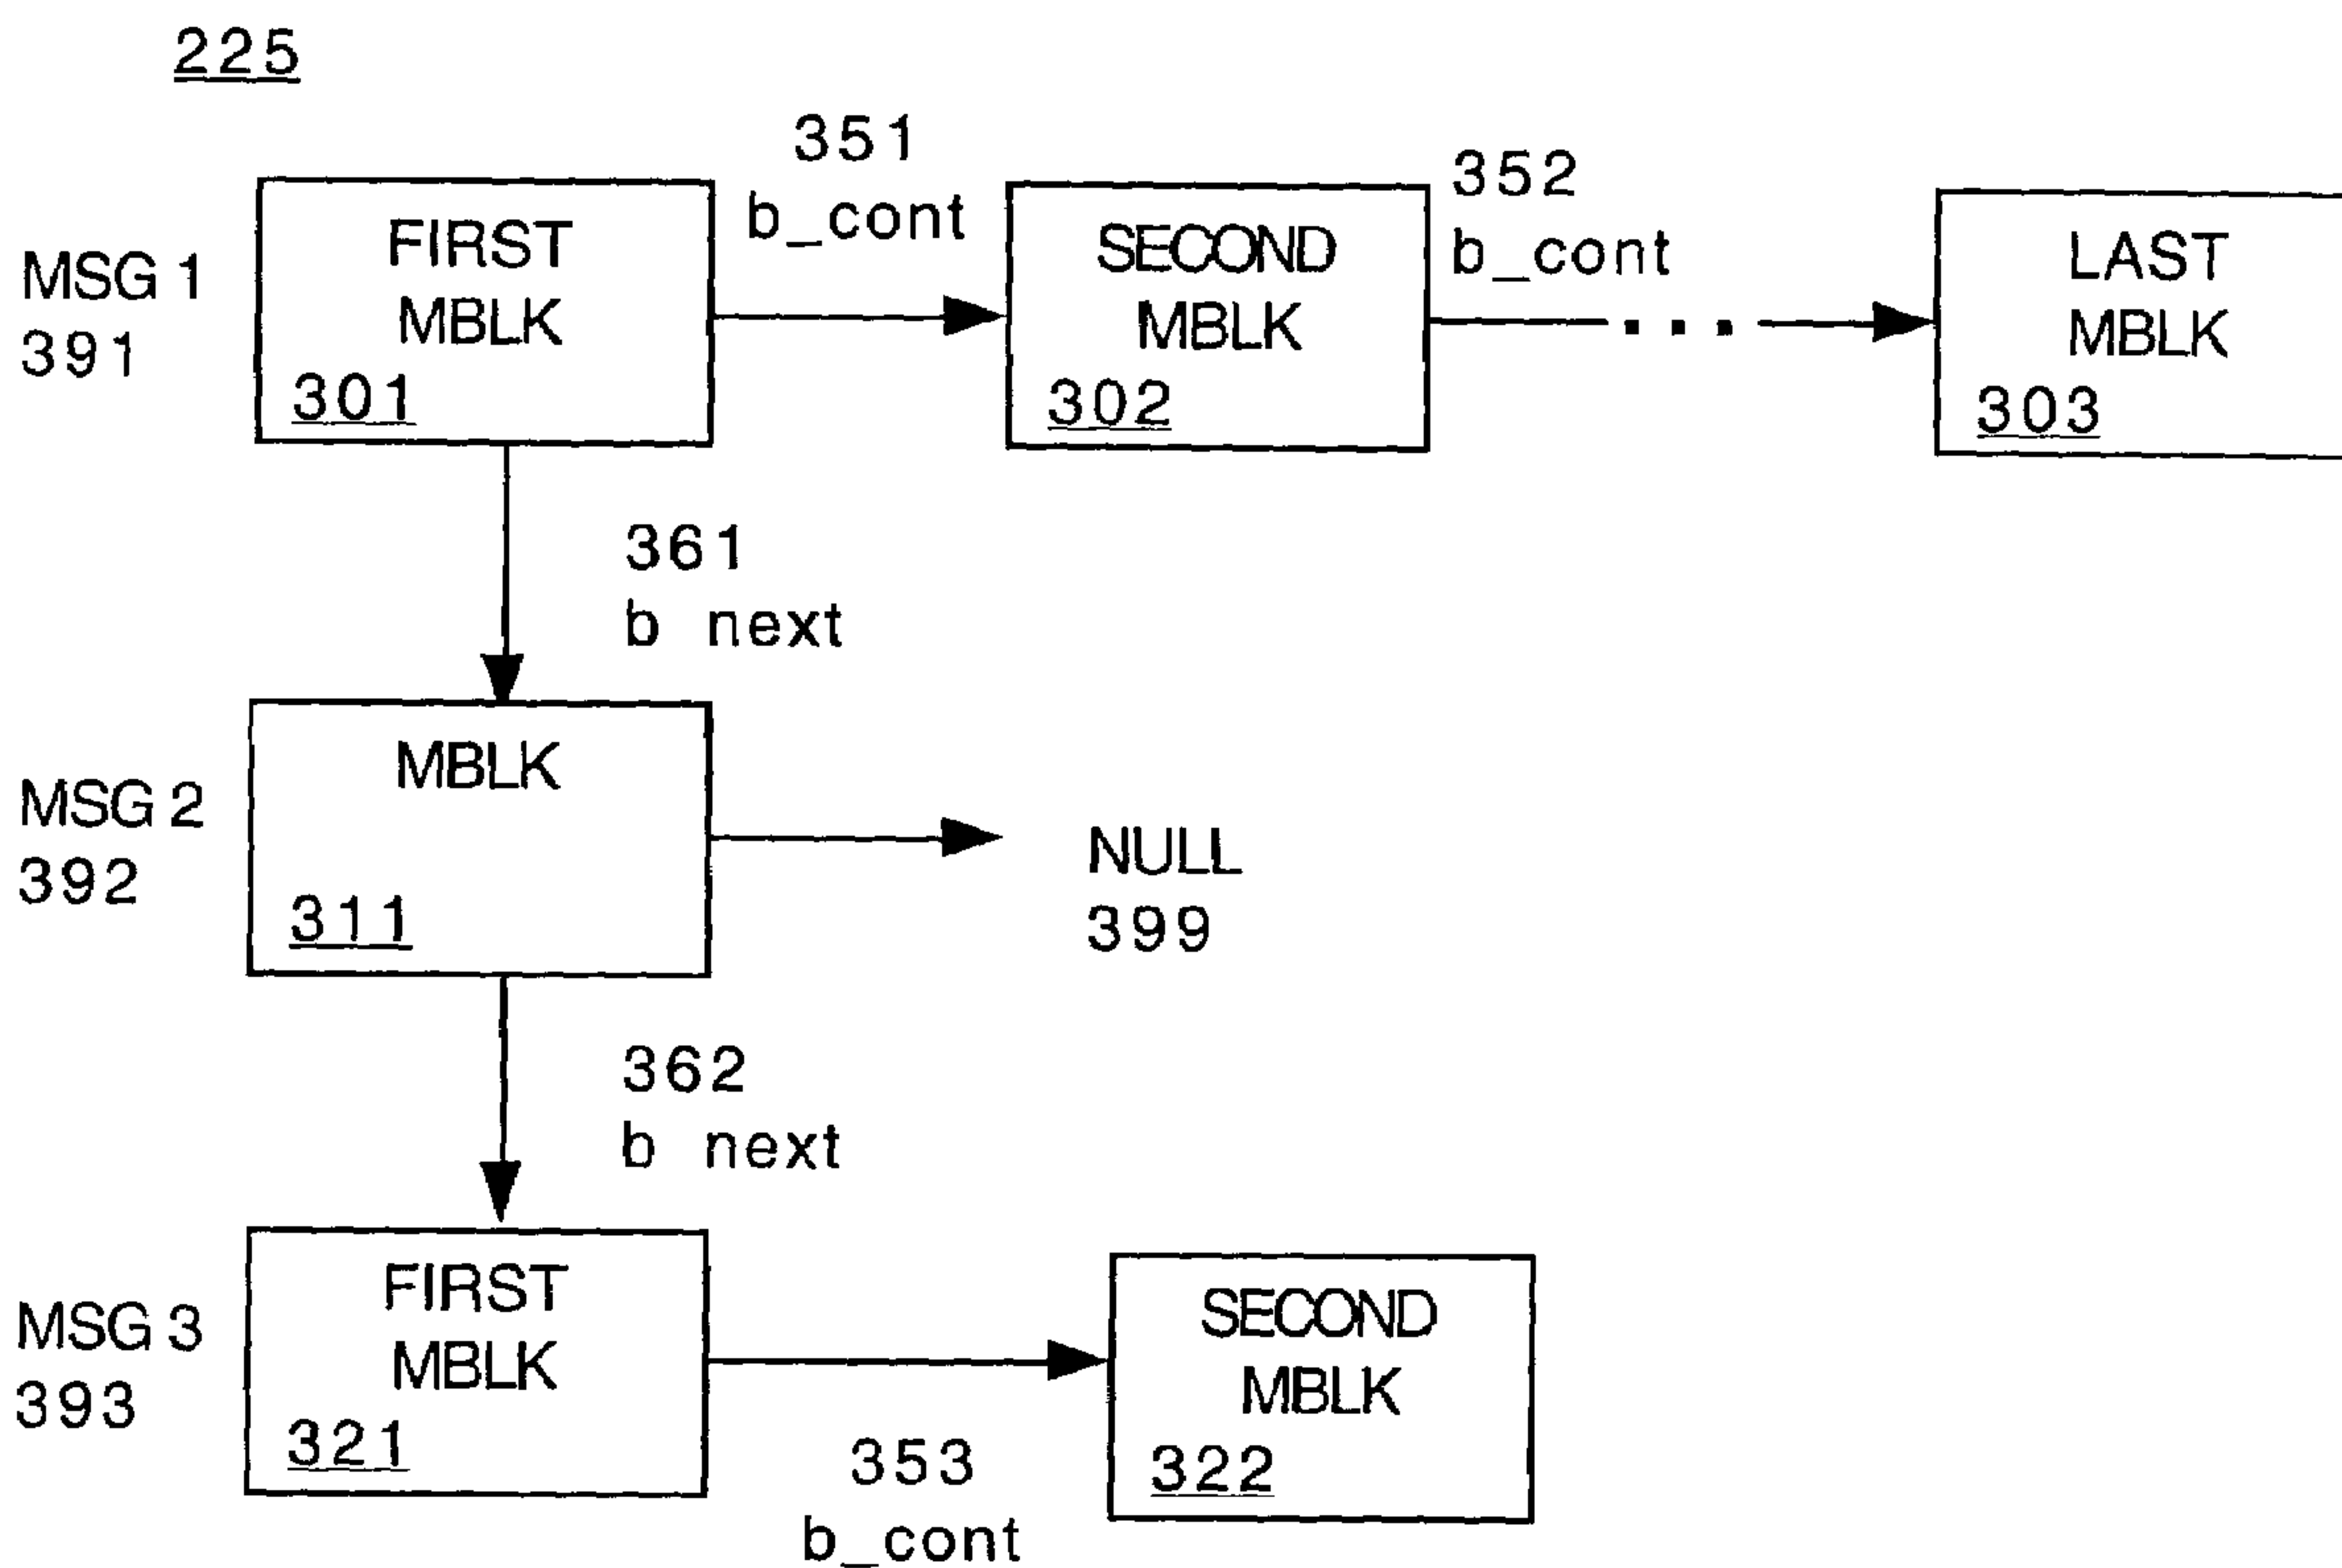 225
351
b_cont
352
b_cont
MSG 1
391
FIRST
MBLK
301
SECOND
MBLK
302
LAST
MBLK
303
361
b next
MSG 2
392
MBLK
311
NULL
399
362
b next
MSG 3
393
FIRST
MBLK
321
353
b_cont
SECOND
MBLK
322